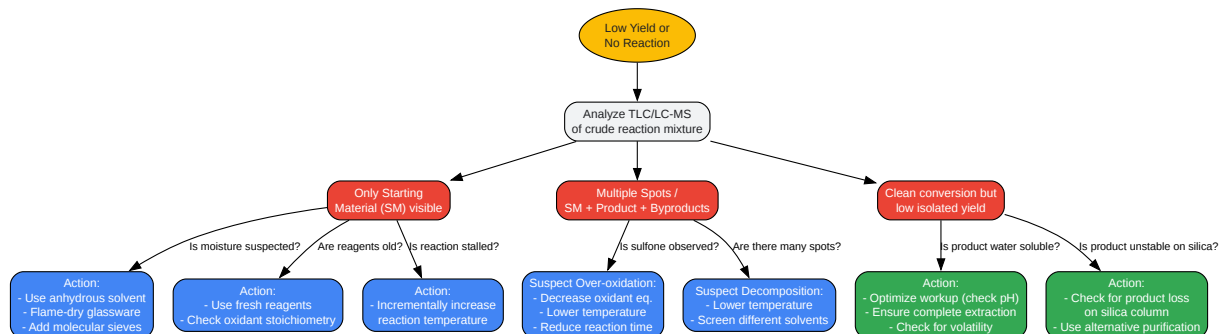 Low Yield or
No Reaction
Analyze TLC/LC-MS
of crude reaction mixture
Only Starting
Material (SM) visible
Multiple Spots /
SM + Product + Byproducts
Clean conversion but
low isolated yield
Is moisture suspected?
Are reagents old?
Is reaction stalled?
Is sulfone observed?
Are there many spots?
Is product water soluble?
Is product unstable on silica?
Action:
- Use anhydrous solvent
- Flame-dry glassware
- Add molecular sieves
Action:
- Use fresh reagents
- Check oxidant stoichiometry
Action:
- Incrementally increase
reaction temperature
Suspect Over-oxidation:
- Decrease oxidant eq.
- Lower temperature
- Reduce reaction time
Suspect Decomposition:
- Lower temperature
- Screen different solvents
Action:
- Optimize workup (check pH)
- Ensure complete extraction
- Check for volatility
Action:
- Check for product loss
on silica column
- Use alternative purification